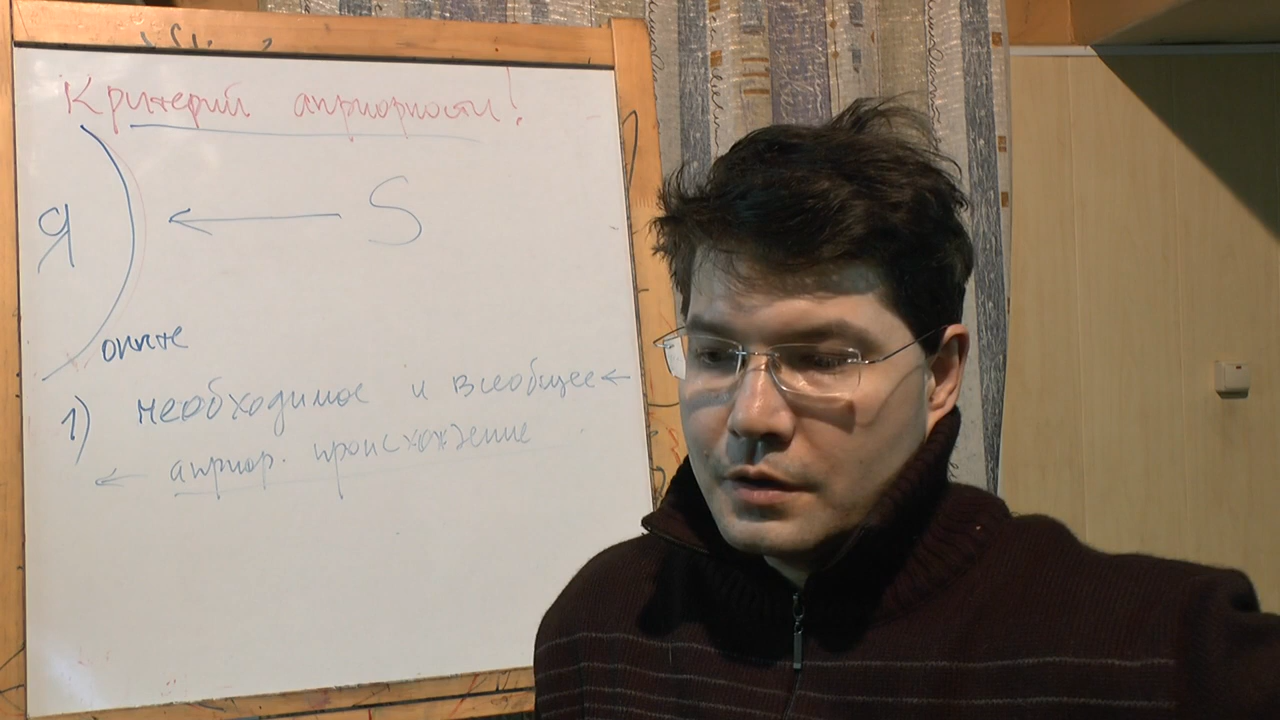 Критерий априорности!
Я ← S
опыт
1) необходимое и всеобщее ←
← априор. происхождение